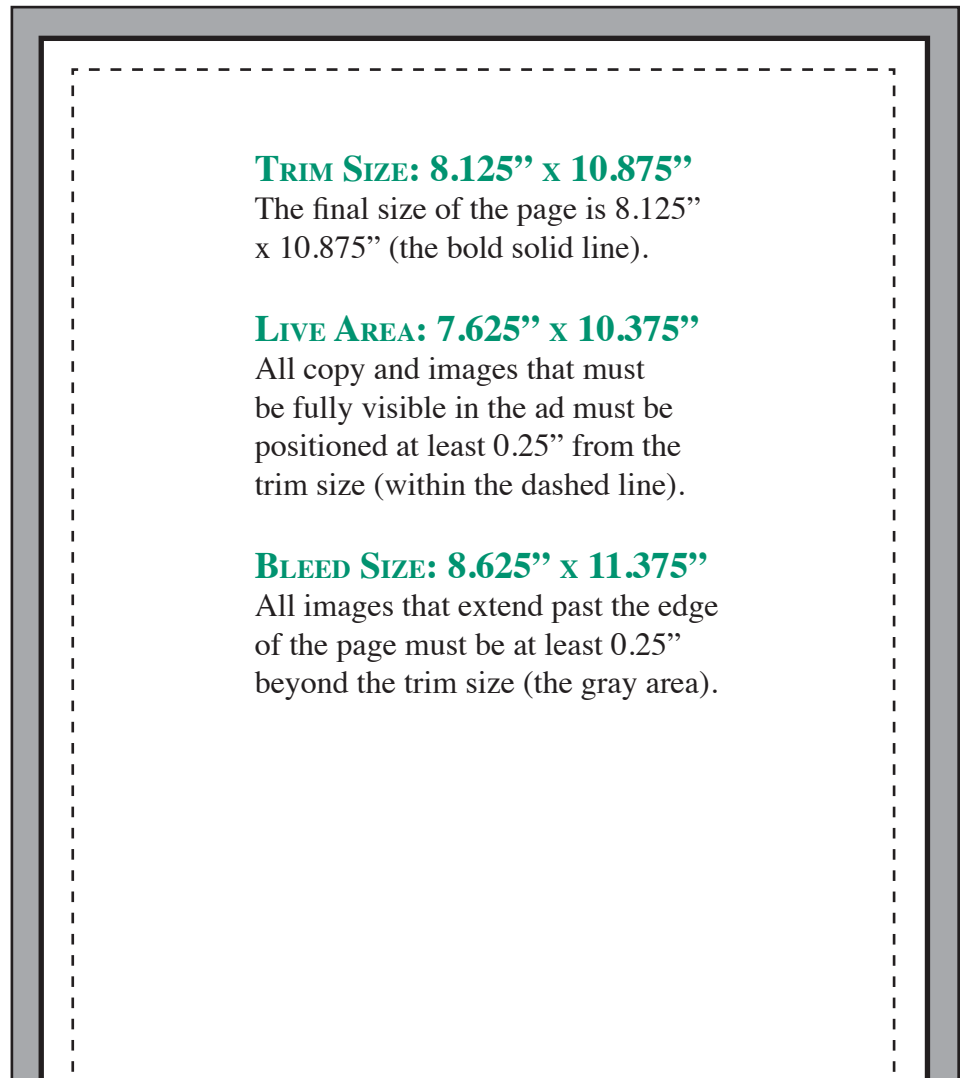 Trim Size: 8.125” x 10.875”
The final size of the page is 8.125”
x 10.875” (the bold solid line).
Live Area: 7.625” x 10.375”
All copy and images that must
be fully visible in the ad must be
positioned at least 0.25” from the
trim size (within the dashed line).
Bleed Size: 8.625” x 11.375”
All images that extend past the edge
of the page must be at least 0.25”
beyond the trim size (the gray area).